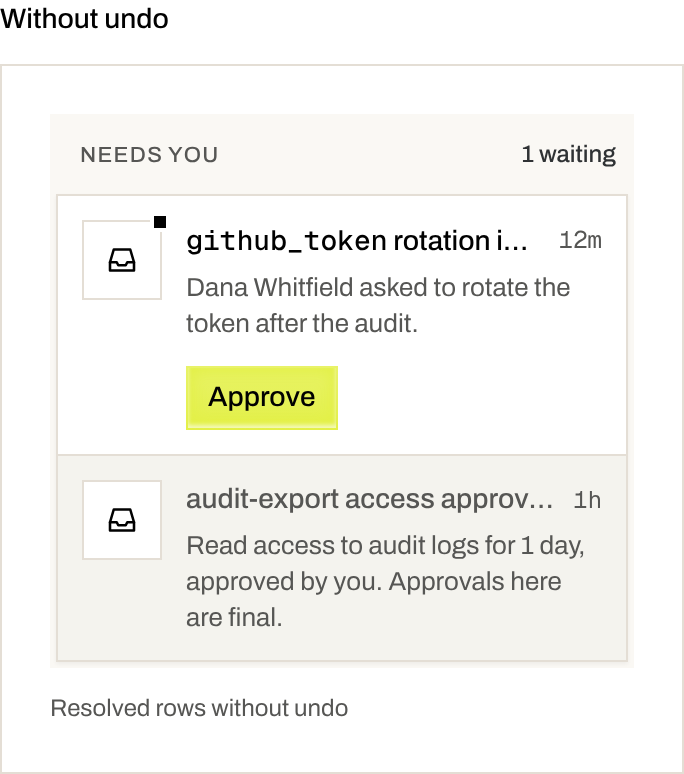 Without undo
NEEDS YOU
1 waiting
github_token rotation i...
12m
Dana Whitfield asked to rotate the
token after the audit.
Approve
audit-export access approv...
1h
Read access to audit logs for 1 day,
approved by you. Approvals here
are final.
Resolved rows without undo